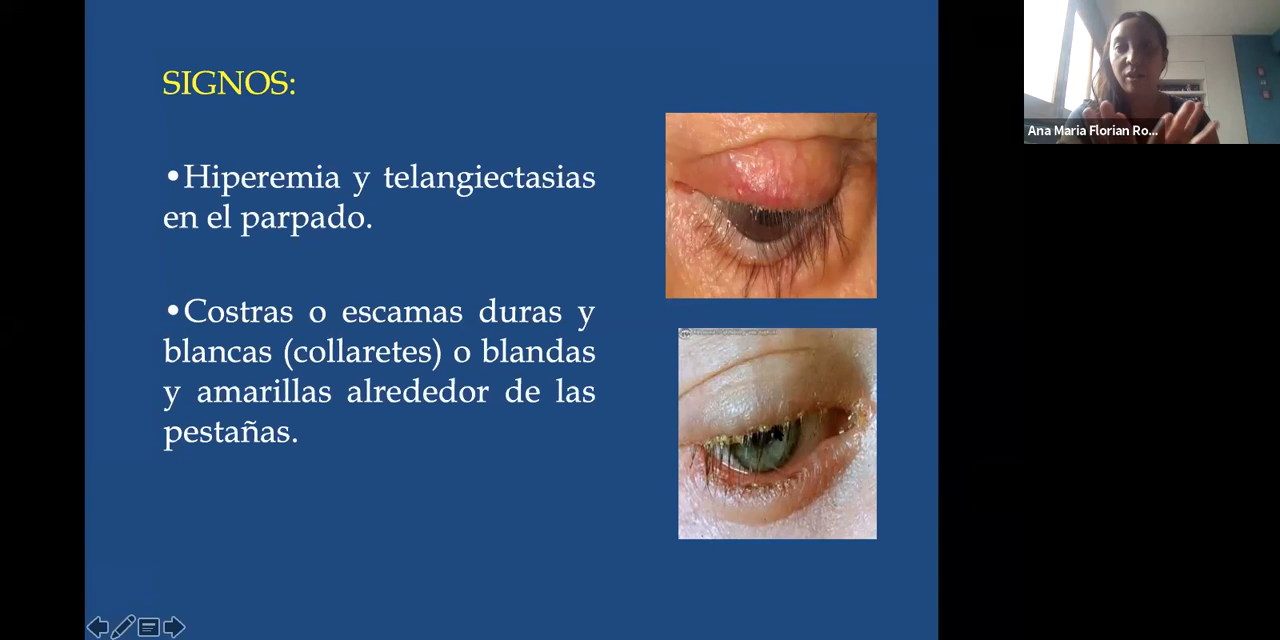 SIGNOS:
•Hiperemia y telangiectasias
en el parpado.
•Costras o escamas duras y
blancas (collaretes) o blandas
y amarillas alrededor de las
pestañas.
Ana Maria Florian Ro...